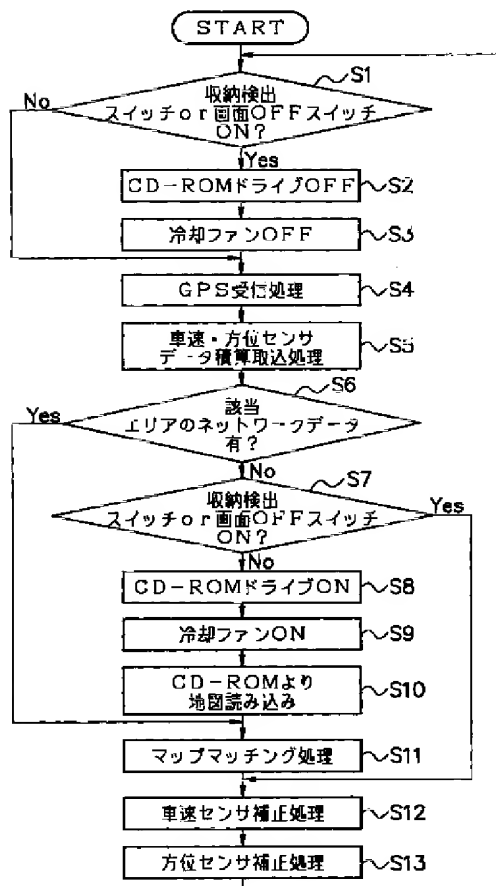 START
S1
収納検出
No
スイッチor画面OFFスイッチ
ON?
Yes
CD-ROMドライブOFF
S2
冷却ファンOFF
S3
GPS受信処理
S4
車速・方位センサ
データ積算取込処理
S5
S6
該当
Yes
エリアのネットワークデータ
有?
No
S7
収納検出
Yes
スイッチor画面OFFスイッチ
ON?
No
CD-ROMドライブON
S8
冷却ファンON
S9
CD-ROMより
地図読み込み
S10
マップマッチング処理
S11
車速センサ補正処理
S12
方位センサ補正処理
S13